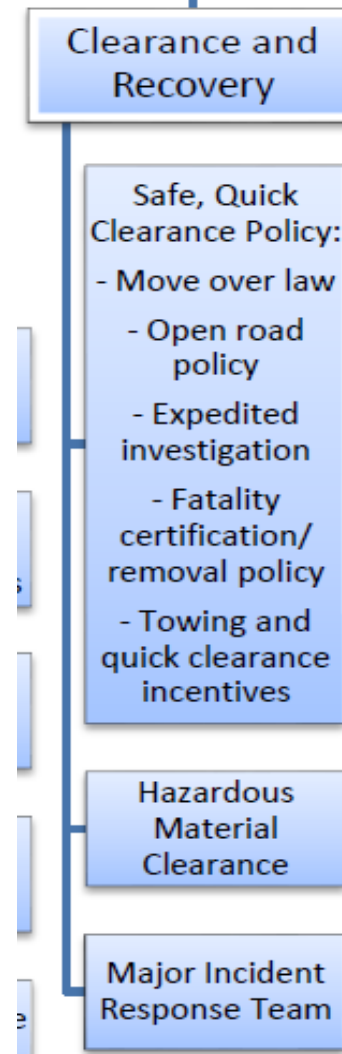 Clearance and
Recovery
Safe, Quick
Clearance Policy:
- Move over law
- Open road
policy
- Expedited
investigation
- Fatality
certification/
removal policy
- Towing and
quick clearance
incentives
Hazardous
Material
Clearance
Major Incident
Response Team